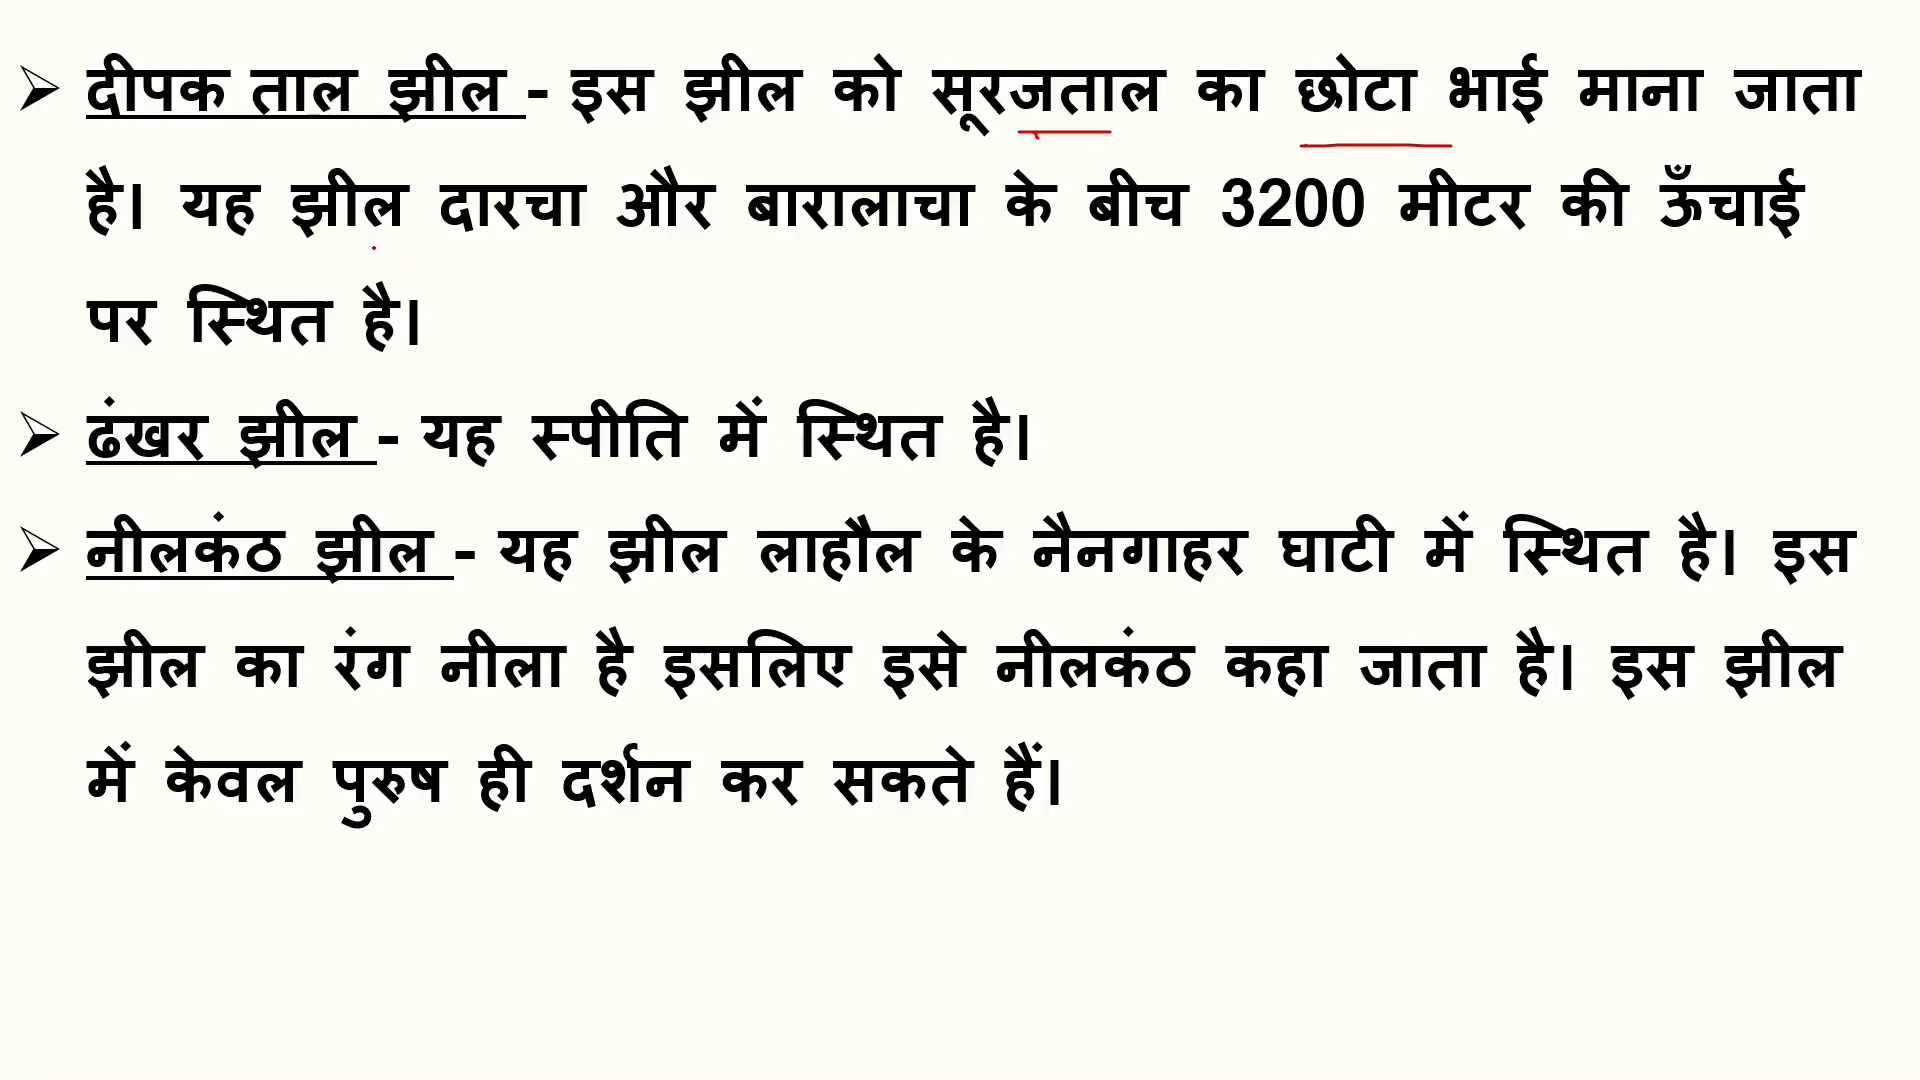 ➢ दीपक ताल झील - इस झील को सूरजताल का छोटा भाई माना जाता
है। यह झील दारचा और बारालाचा के बीच 3200 मीटर की ऊँचाई
पर स्थित है।
➢ ढंखर झील - यह स्पीति में स्थित है।
➢ नीलकंठ झील - यह झील लाहौल के नैनगाहर घाटी में स्थित है। इस
झील का रंग नीला है इसलिए इसे नीलकंठ कहा जाता है। इस झील
में केवल पुरुष ही दर्शन कर सकते हैं।